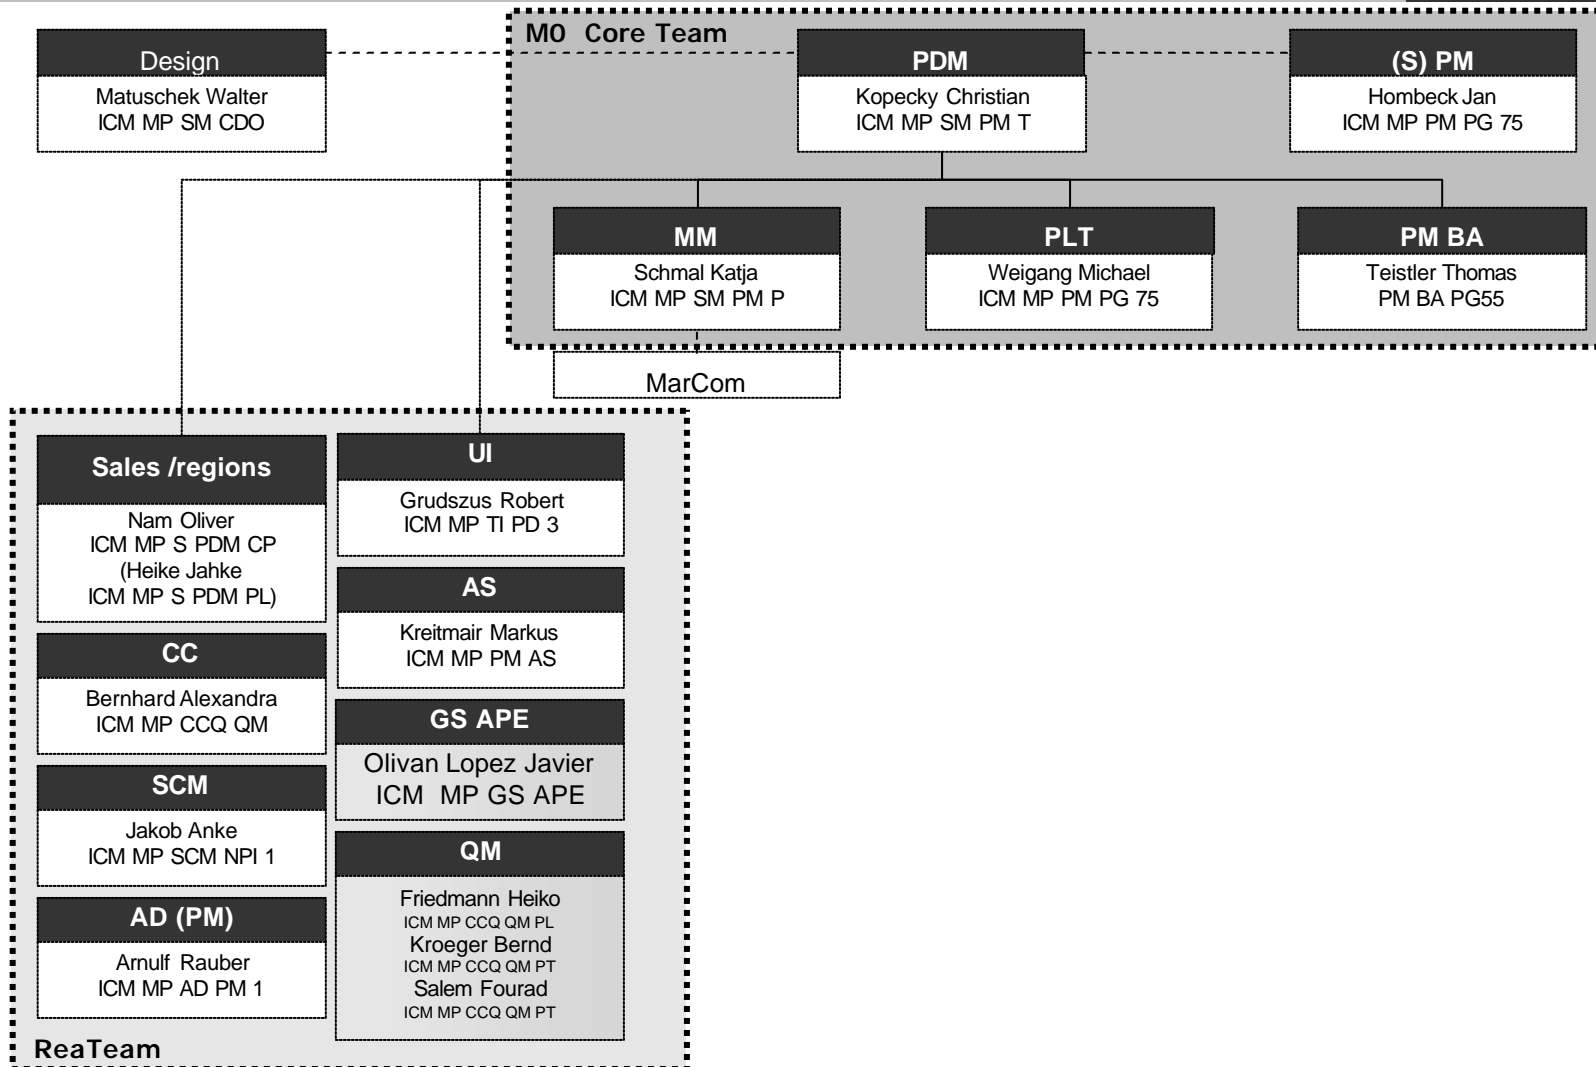 M0 Core Team
Design
Matuschek Walter
ICM MP SM CDO
PDM
Kopecky Christian
ICM MP SM PM T
(S) PM
Hombeck Jan
ICM MP PM PG 75
MM
Schmal Katja
ICM MP SM PM P
PLT
Weigang Michael
ICM MP PM PG 75
PM BA
Teistler Thomas
PM BA PG55
MarCom
Sales /regions
Nam Oliver
ICM MP S PDM CP
(Heike Jahke
ICM MP S PDM PL)
CC
Bernhard Alexandra
ICM MP CCQ QM
SCM
Jakob Anke
ICM MP SCM NPI 1
AD (PM)
Arnulf Rauber
ICM MP AD PM 1
UI
Grudszus Robert
ICM MP TI PD 3
AS
Kreitmair Markus
ICM MP PM AS
GS APE
Olivan Lopez Javier
ICM MP GS APE
QM
Friedmann Heiko
ICM MP CCQ QM PL
Kroeger Bernd
ICM MP CCQ QM PT
Salem Fourad
ICM MP CCQ QM PT
ReaTeam